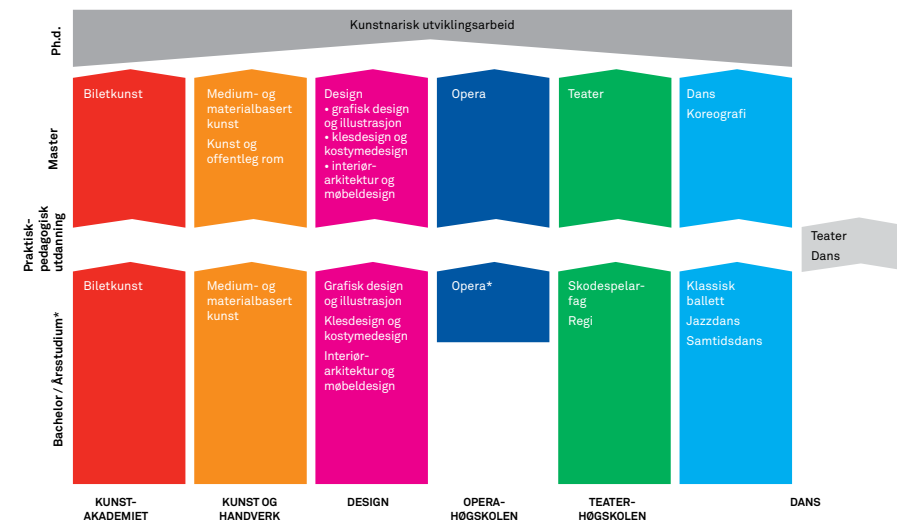 Ph.d.
Kunstnarisk utviklingsarbeid
Master
Biletkunst
Medium- og
materialbasert
kunst
Kunst og
offentleg rom
Design
• grafisk design
og illustrasjon
• klesdesign og
kostymedesign
• interiør-
arkitektur og
møbeldesign
Opera
Teater
Dans
Koreografi
Praktisk-
pedagogisk
utdanning
Teater
Dans
Bachelor / Årsstudium*
Biletkunst
Medium- og
materialbasert
kunst
Grafisk design
og illustrasjon
Klesdesign og
kostymedesign
Interiør-
arkitektur og
møbeldesign
Opera*
Skodespelar-
fag
Regi
Klassisk
ballett
Jazzdans
Samtidsdans
KUNST-
AKADEMIET
KUNST OG
HANDVERK
DESIGN
OPERA-
HØGSKOLEN
TEATER-
HØGSKOLEN
DANS